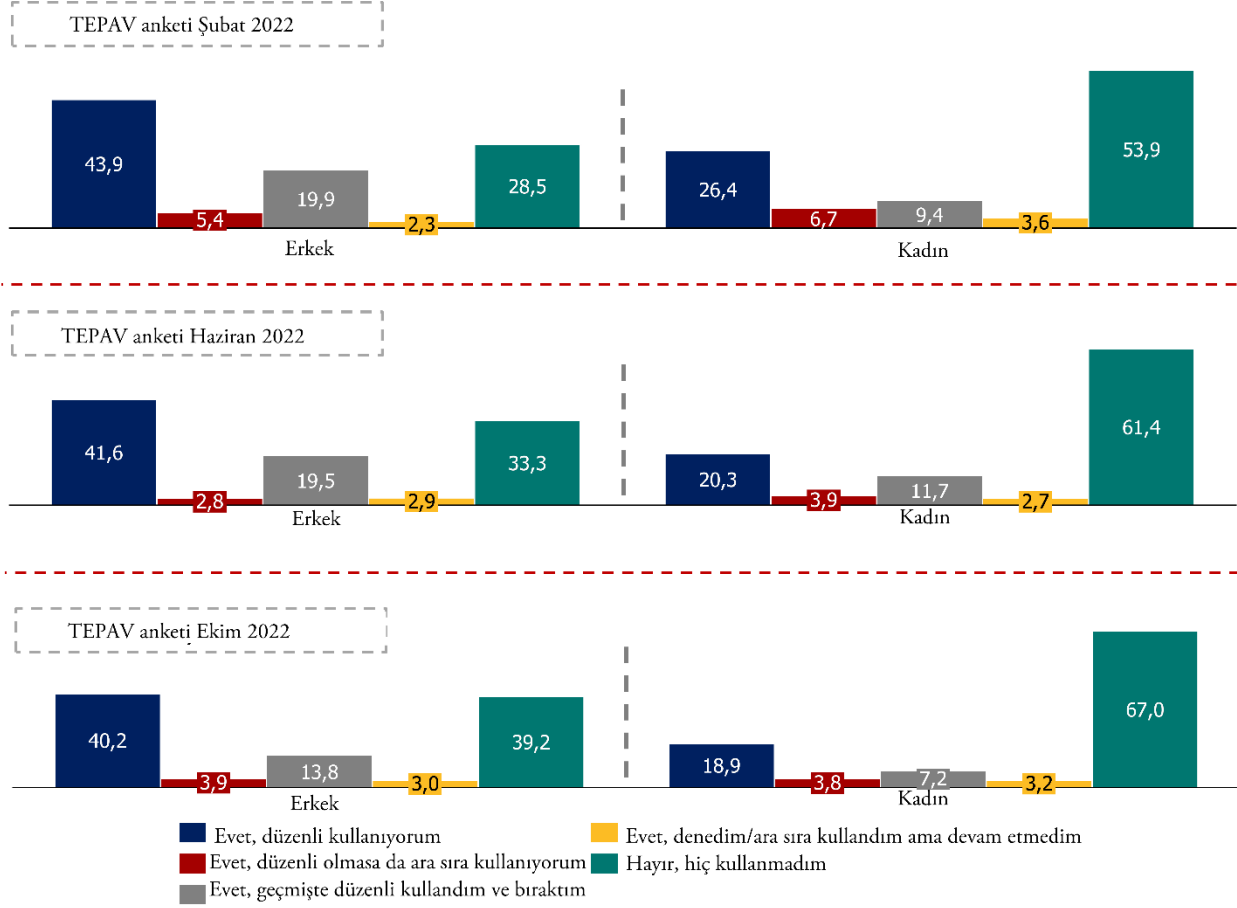 TEPAV anketi Şubat 2022
43,9
5,4
19,9
2,3
28,5
26,4
6,7
9,4
3,6
53,9
Erkek
Kadın
TEPAV anketi Haziran 2022
41,6
2,8
19,5
2,9
33,3
20,3
3,9
11,7
2,7
61,4
Erkek
Kadın
TEPAV anketi Ekim 2022
40,2
3,9
13,8
3,0
39,2
18,9
3,8
7,2
3,2
67,0
Erkek
Kadın
Evet, düzenli kullanıyorum
Evet, denedim/ara sıra kullandım ama devam etmedim
Evet, düzenli olmasa da ara sıra kullanıyorum
Hayır, hiç kullanmadım
Evet, geçmişte düzenli kullandım ve bıraktım